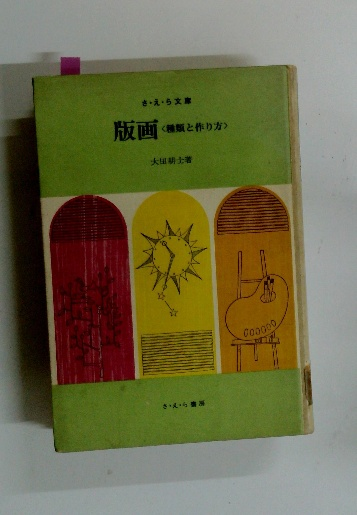 さ・え・ら文庫
版画〈種類と作り方〉
大田耕士著
さ・え・ら書房